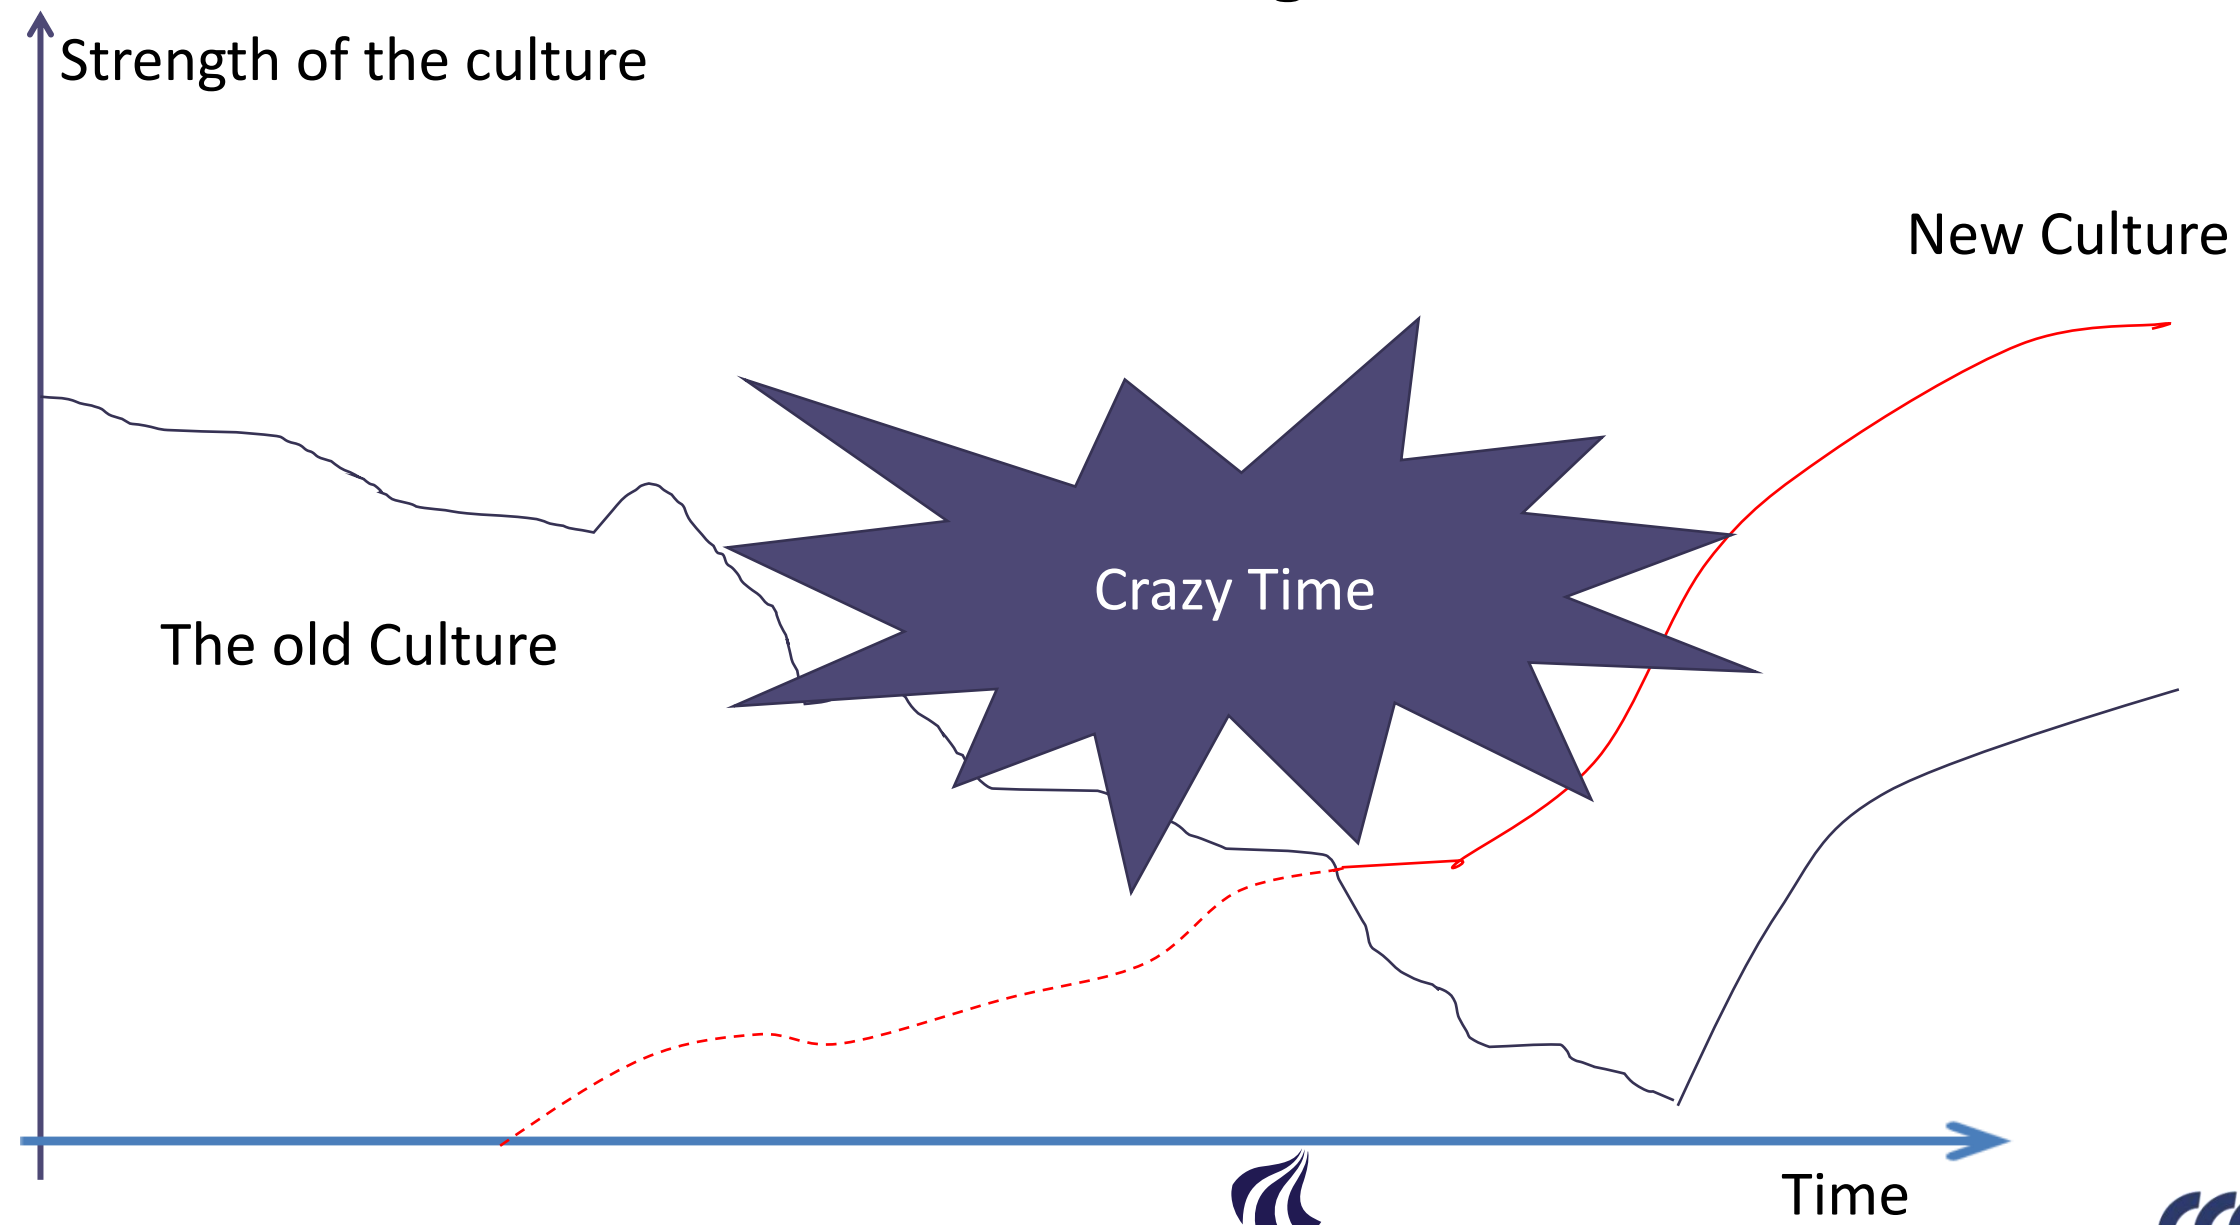 Strength of the culture
New Culture
Crazy Time
The old Culture
Time